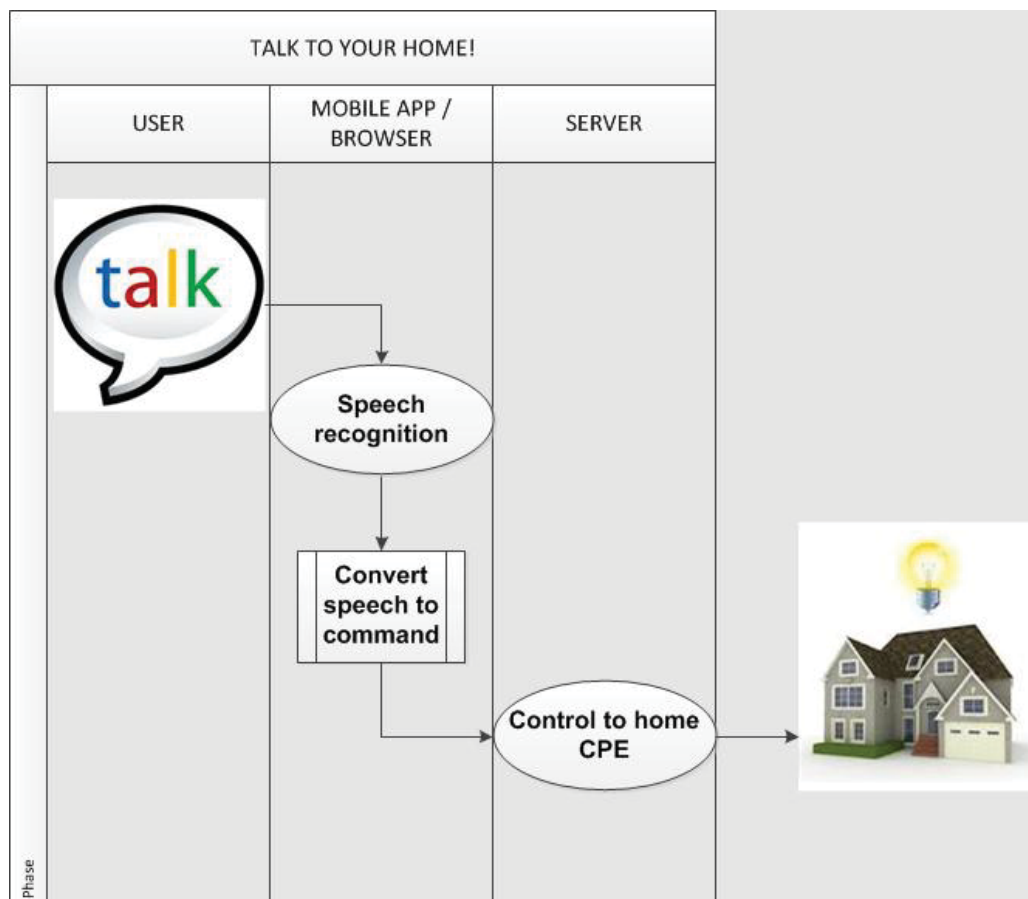 TALK TO YOUR HOME!
USER
MOBILE APP /
BROWSER
SERVER
talk
Speech
recognition
Convert
speech to
command
Control to home
CPE
Phase